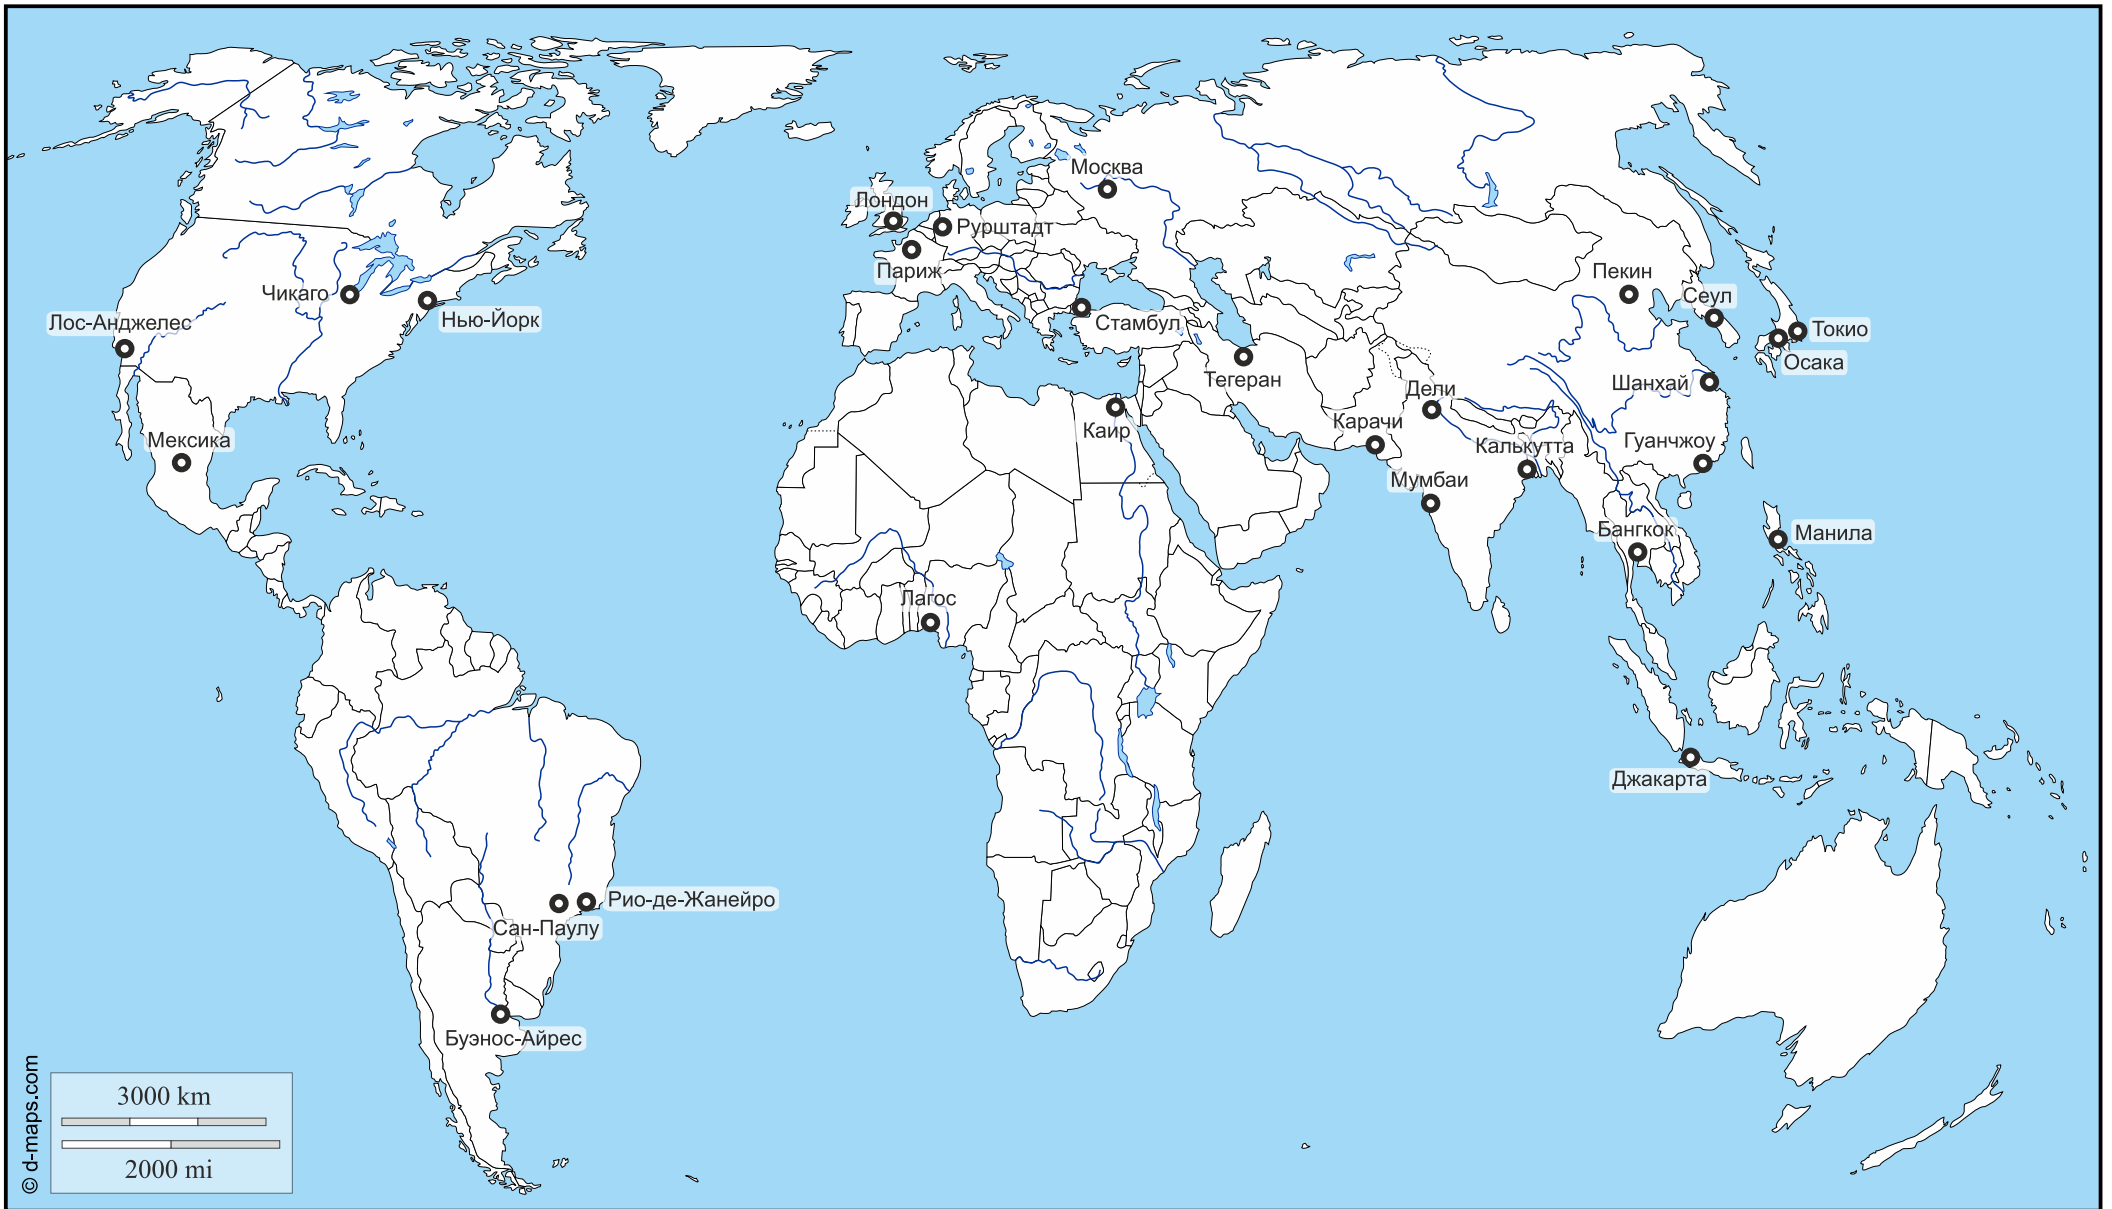 Москва
Лондон
Рурштадт
Париж
Пекин
Чикаго
Сеул
Нью-Йорк
Лос-Анджелес
Стамбул
Токио
Осака
Тегеран
Шанхай
Дели
Карачи
Каир
Мексика
Калькутта
Гуанчжоу
Мумбаи
Бангкок
Манила
Лагос
Джакарта
Рио-де-Жанейро
Сан-Паулу
Буэнос-Айрес
© d-maps.com
3000 km
2000 mi